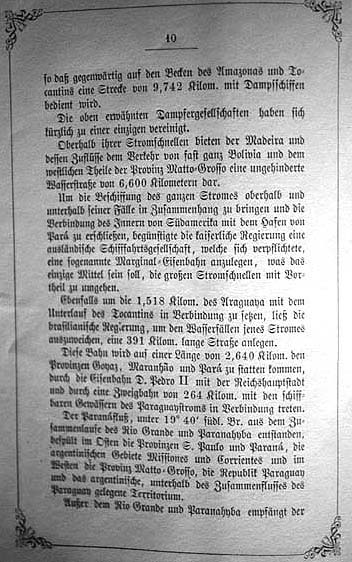 10
so daß gegenwärtig auf den Becken des Amazonas und To-
cantins eine Strecke von 9,742 Kilom. mit Dampfschiffen
bedient wird.
Die oben erwähnten Dampfergesellschaften haben sich
kürzlich zu einer einzigen vereinigt.
Oberhalb ihrer Stromschnellen bieten der Madeira und
dessen Zuflüsse dem Verkehr von fast ganz Bolivia und dem
westlichen Theile der Provinz Matto-Grosso eine ungehinderte
Wasserstraße von 6,600 Kilometern dar.
Um die Beschiffung des ganzen Stromes oberhalb und
unterhalb seiner Fälle in Zusammenhang zu bringen und die
Verbindung des Innern von Südamerika mit dem Hafen von
Pará zu erschließen, begünstigte die kaiserliche Regierung eine
ausländische Schiffahrtsgesellschaft, welche sich verpflichtete,
eine sogenannte Marginal-Eisenbahn anzulegen, was das
einzige Mittel sein soll, die großen Stromschnellen mit Vor-
theil zu umgehen.
Ebenfalls um die 1,518 Kilom. des Araguaya mit dem
Unterlauf des Tocantins in Verbindung zu setzen, ließ die
brasilianische Regierung, um den Wasserfällen jenes Stromes
auszuweichen, eine 391 Kilom. lange Straße anlegen.
Diese Bahn wird auf einer Länge von 2,640 Kilom. den
Provinzen Goyaz, Maranhão und Pará zu statten kommen,
durch die Eisenbahn D. Pedro II mit der Reichshauptstadt
und durch eine Zweigbahn von 264 Kilom. mit den schiff-
baren Gewässern des Paraguaystroms in Verbindung treten.
Der Paranáfluß, unter 19° 40′ südl. Br. aus dem Zu-
sammenlaufe des Rio Grande und Paranahyba entstanden,
bespült im Osten die Provinzen S. Paulo und Paraná, die
argentinischen Gebiete Missiones und Corrientes und im
Westen die Provinz Matto-Grosso, die Republik Paraguay
und das argentinische, unterhalb des Zusammenflusses des
Paraguay gelegene Territorium.
Außer dem Rio Grande und Paranahyba empfängt der